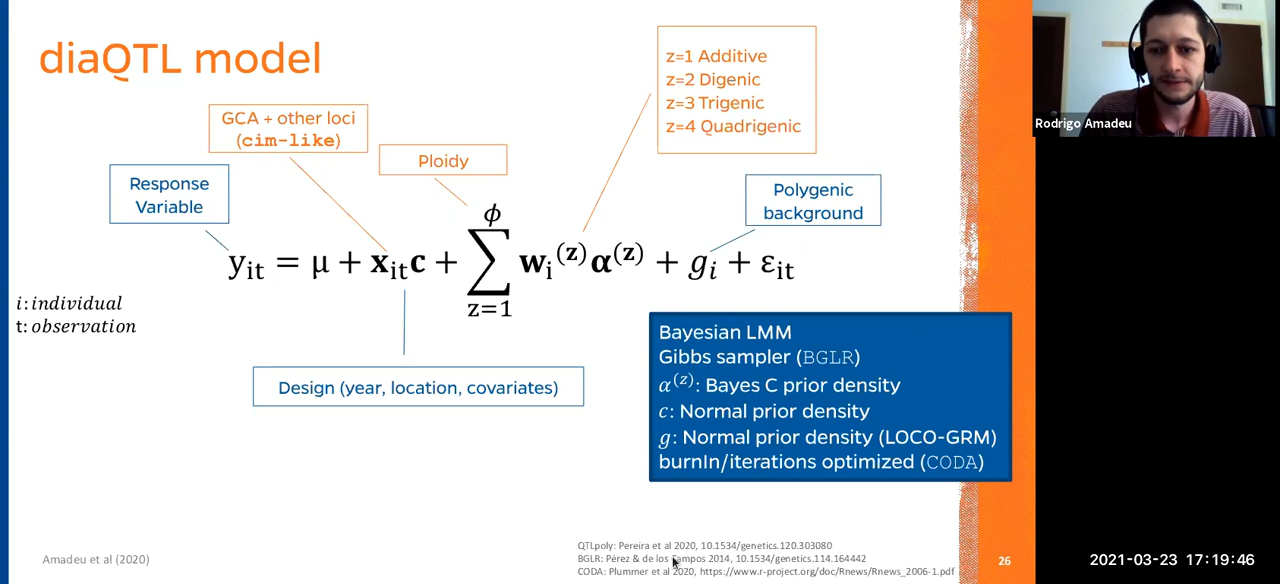 diaQTL model
z=1 Additive
z=2 Digenic
z=3 Trigenic
z=4 Quadrigenic
GCA + other loci
(cim-like)
Ploidy
Response
Variable
Polygenic
background
ϕ
y_it = μ + x_it c + ∑ w_i^(z) α^(z) + g_i + ε_it
z=1
i: individual
t: observation
Design (year, location, covariates)
Bayesian LMM
Gibbs sampler (BGLR)
α^(z): Bayes C prior density
c: Normal prior density
g: Normal prior density (LOCO-GRM)
burnIn/iterations optimized (CODA)
Amadeu et al (2020)
QTLpoly: Pereira et al 2020, 10.1534/genetics.120.303080
BGLR: Pérez & de los Campos 2014, 10.1534/genetics.114.164442
CODA: Plummer et al 2020, https://www.r-project.org/doc/Rnews/Rnews_2006-1.pdf
26
Rodrigo Amadeu
2021-03-23 17:19:46